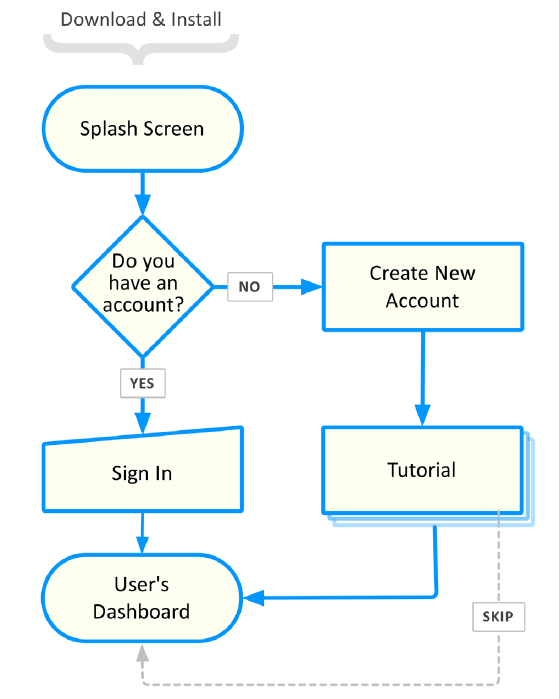 Download & Install
Splash Screen
Do you
have an
account?
NO
Create New
Account
YES
Sign In
Tutorial
User's
Dashboard
SKIP